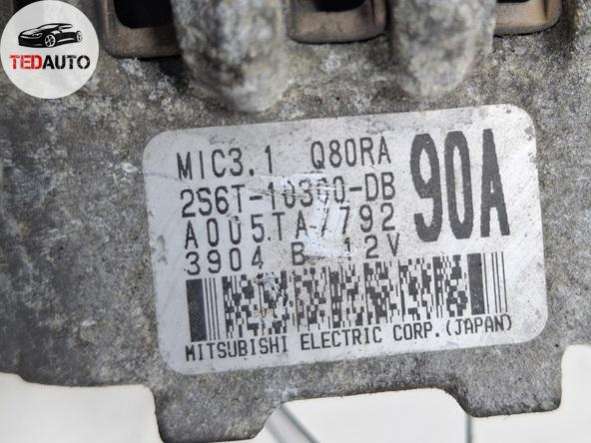 TEDAUTO
MIC3.1 Q80RA
90A
2S6T-10300-DB
A005TA7792
3904 B 12V
MITSUBISHI ELECTRIC CORP.(JAPAN)